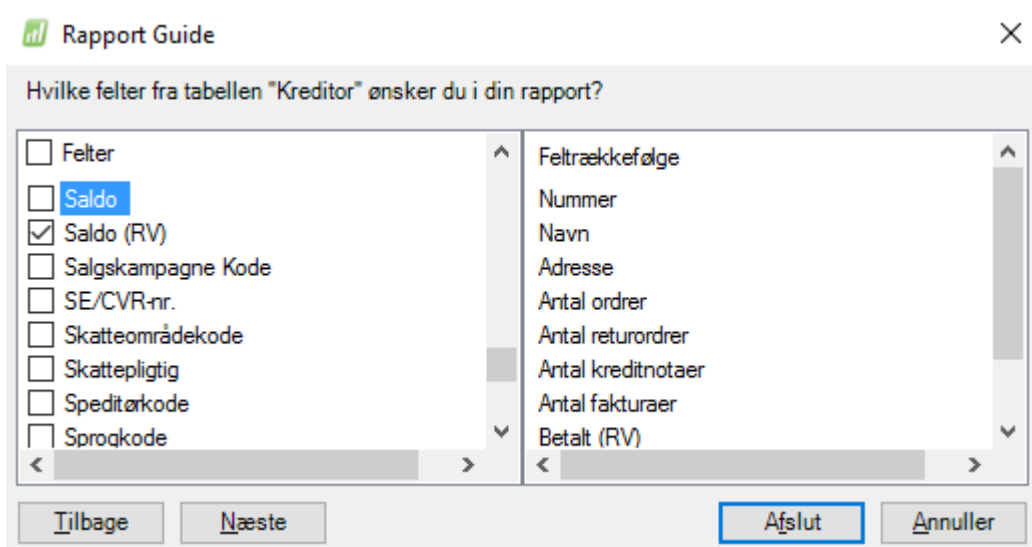 Rapport Guide
Hvilke felter fra tabellen "Kreditor" ønsker du i din rapport?
Felter
Saldo
Saldo (RV)
Salgskampagne Kode
SE/CVR-nr.
Skatteområdekode
Skattepligtig
Speditørkode
Sprogkode
Feltrækkefølge
Nummer
Navn
Adresse
Antal ordrer
Antal returordrer
Antal kreditnotaer
Antal fakturaer
Betalt (RV)
Tilbage
Næste
Afslut
Annuller